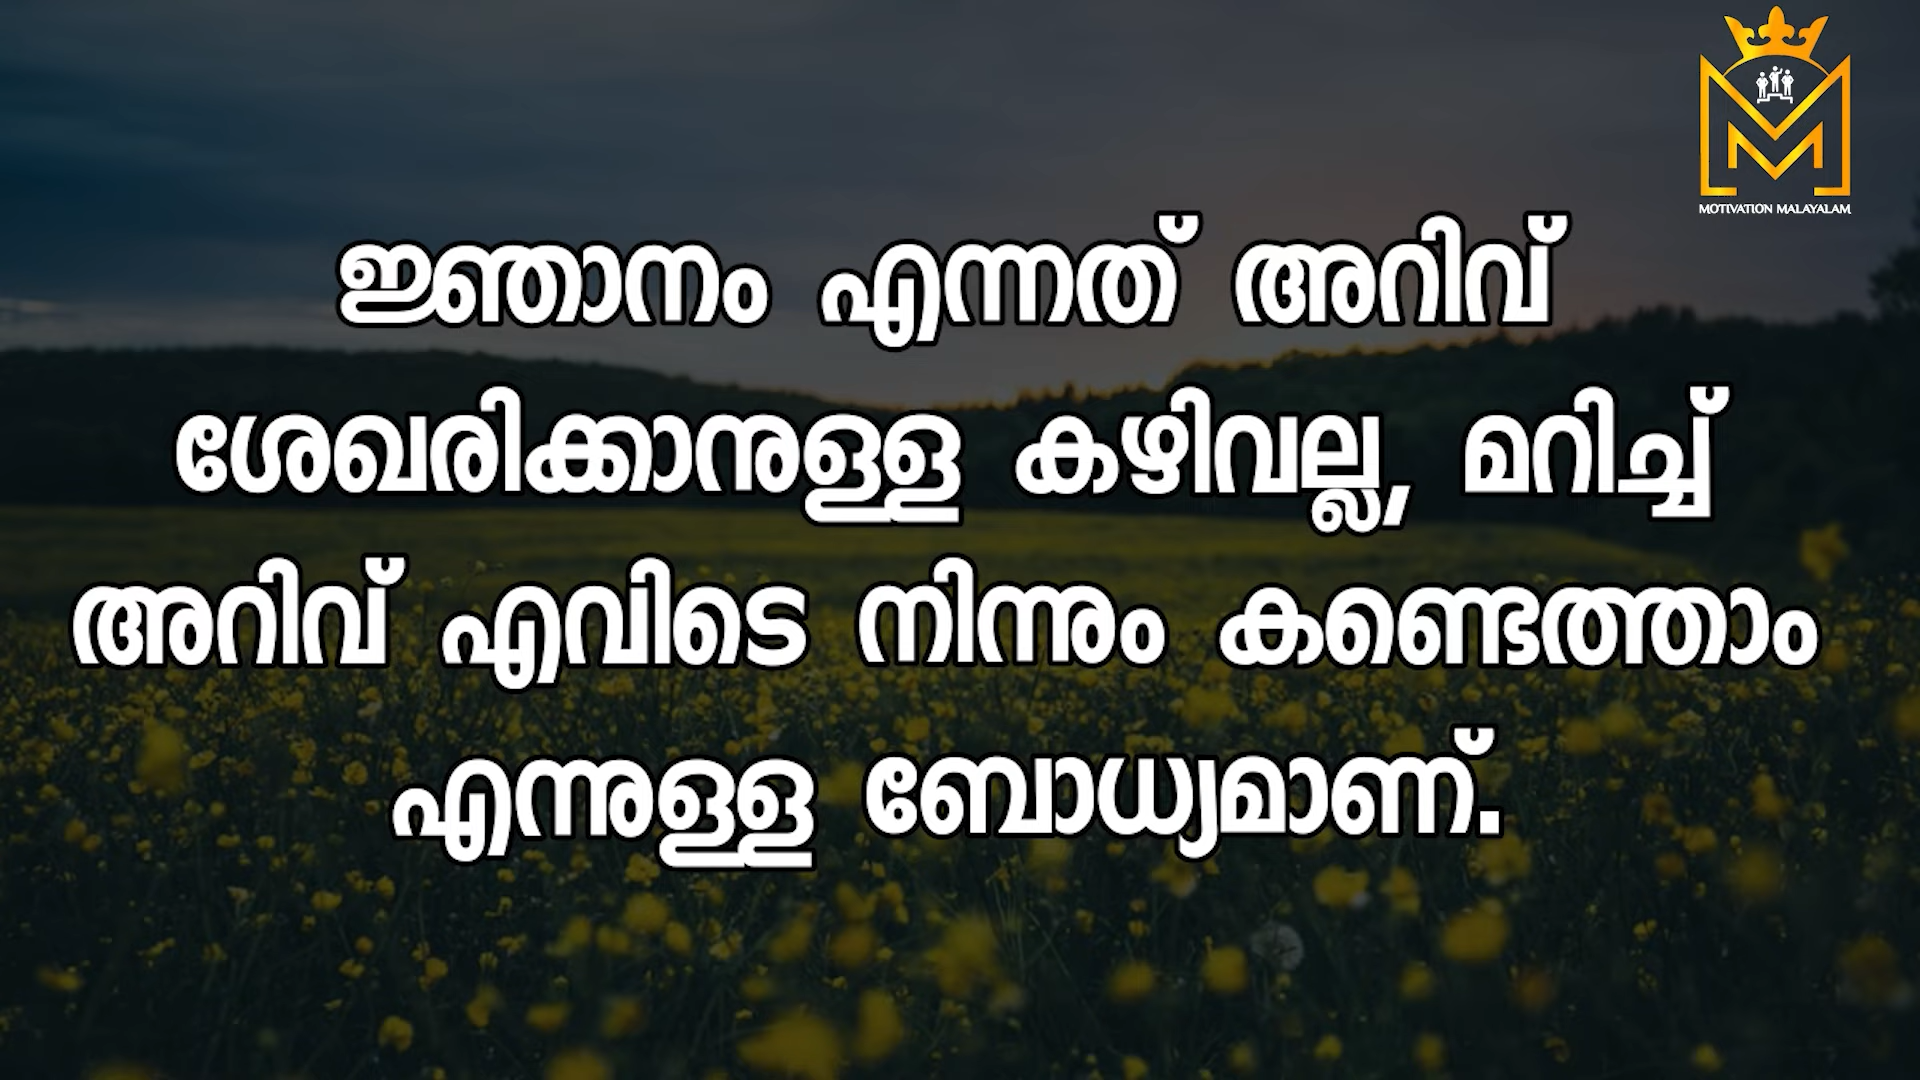 MOTIVATION MALAYALAM
ജ്ഞാനം എന്നത് അറിവ്
ശേഖരിക്കാനുള്ള കഴിവല്ല, മറിച്ച്
അറിവ് എവിടെ നിന്നും കണ്ടെത്താം
എന്നുള്ള ബോധ്യമാണ്.